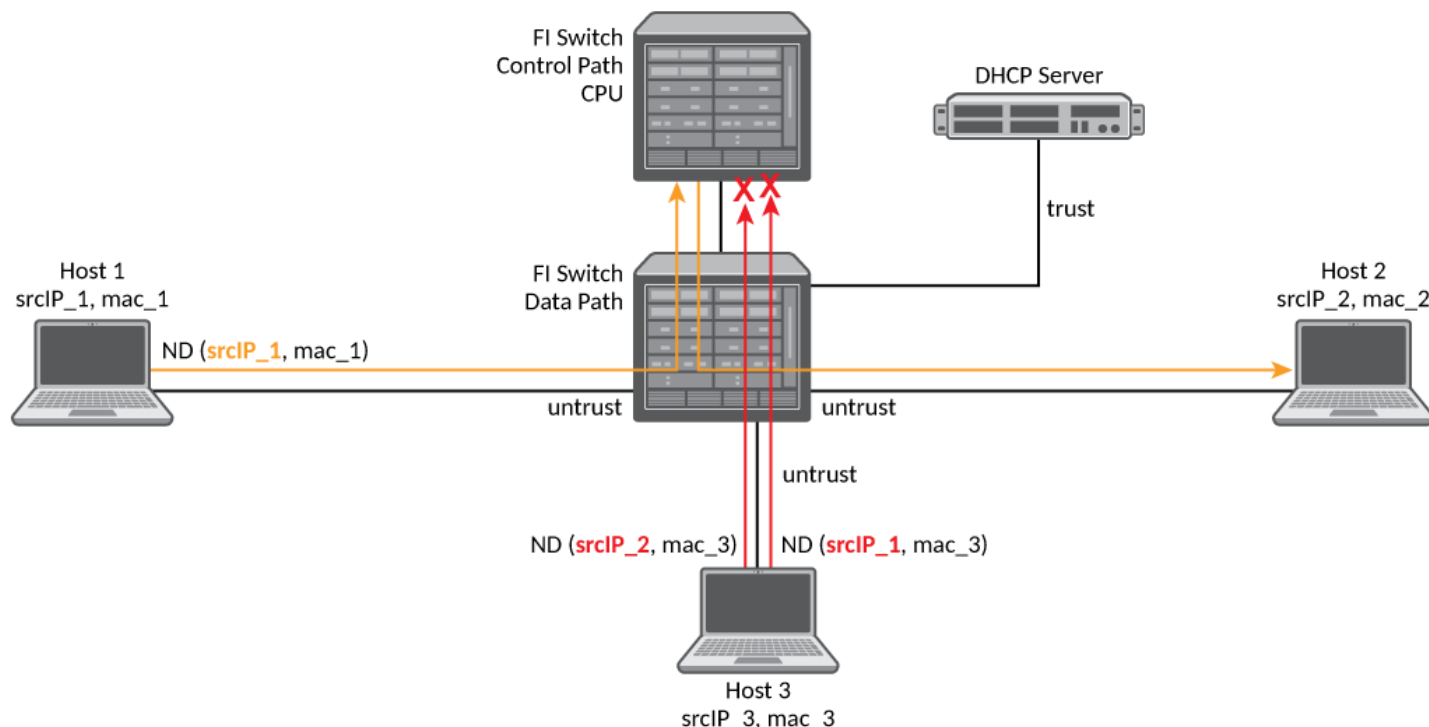 FI Switch
Control Path
CPU
DHCP Server
trust
Host 1
srcIP_1, mac_1
FI Switch
Data Path
Host 2
srcIP_2, mac_2
ND (srcIP_1, mac_1)
untrust
untrust
untrust
ND (srcIP_2, mac_3)
ND (srcIP_1, mac_3)
Host 3
srcIP_3, mac_3